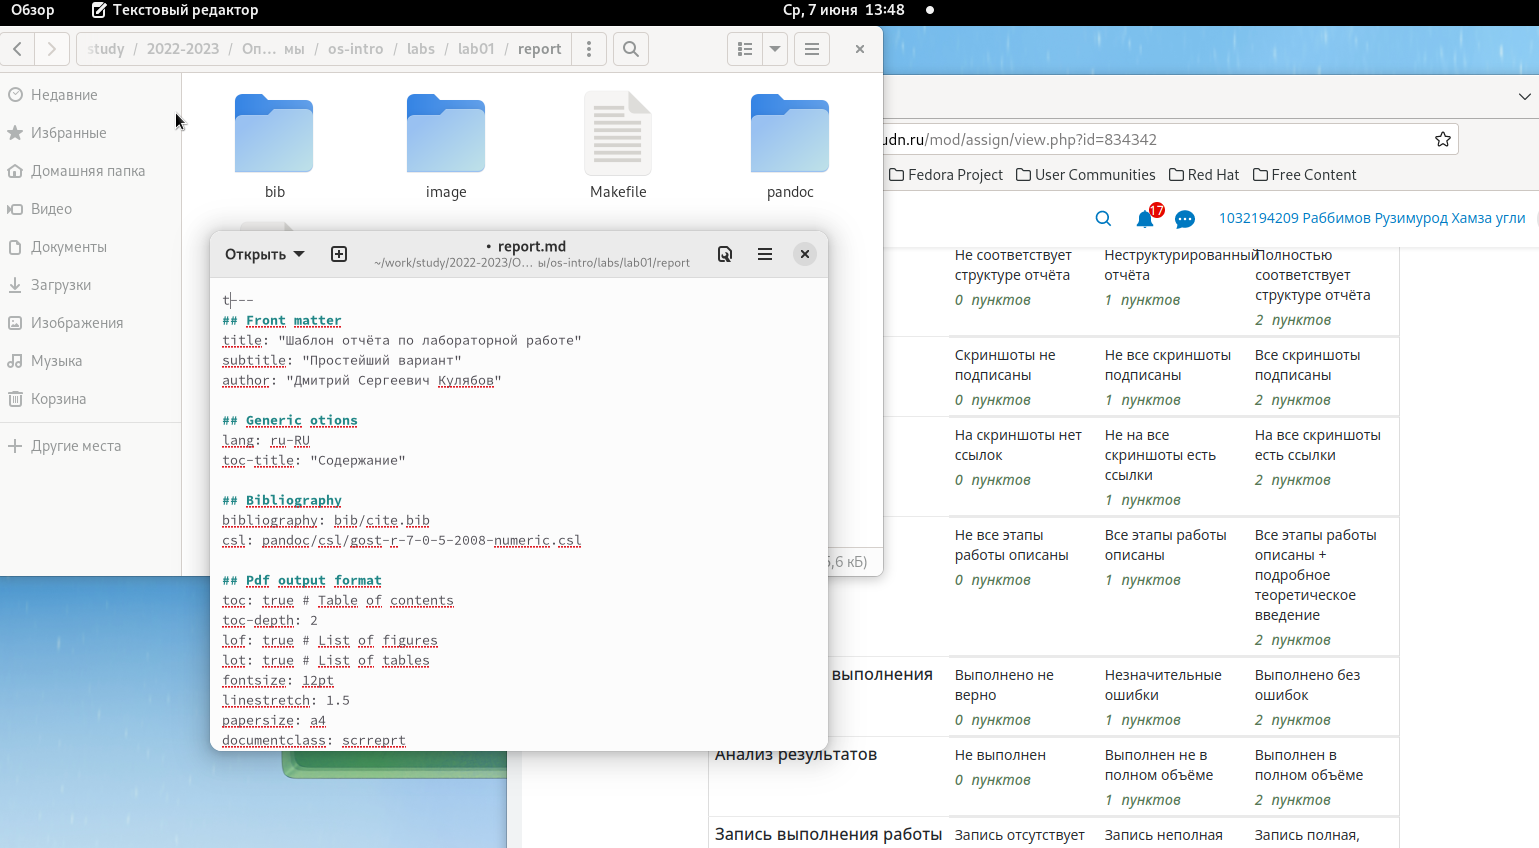 Обзор
Текстовый редактор
Ср, 7 июня 13:48
study / 2022-2023 / Оп… мы / os-intro / labs / lab01 / report
Недавние
Избранные
Домашняя папка
Видео
Документы
Загрузки
Изображения
Музыка
Корзина
Другие места
bib
image
Makefile
pandoc
5,6 кБ)
Открыть
• report.md
~/work/study/2022-2023/О… ы/os-intro/labs/lab01/report
t---
## Front matter
title: "Шаблон отчёта по лабораторной работе"
subtitle: "Простейший вариант"
author: "Дмитрий Сергеевич Кулябов"
## Generic otions
lang: ru-RU
toc-title: "Содержание"
## Bibliography
bibliography: bib/cite.bib
csl: pandoc/csl/gost-r-7-0-5-2008-numeric.csl
## Pdf output format
toc: true # Table of contents
toc-depth: 2
lof: true # List of figures
lot: true # List of tables
fontsize: 12pt
linestretch: 1.5
papersize: a4
documentclass: scrreprt
udn.ru/mod/assign/view.php?id=834342
Fedora Project
User Communities
Red Hat
Free Content
17
1032194209 Раббимов Рузимурод Хамза угли
Не соответствует
структуре отчёта
0 пунктов
Неструктурированный
отчёта
1 пунктов
Полностью
соответствует
структуре отчёта
2 пунктов
Скриншоты не
подписаны
0 пунктов
Не все скриншоты
подписаны
1 пунктов
Все скриншоты
подписаны
2 пунктов
На скриншоты нет
ссылок
0 пунктов
Не на все
скриншоты есть
ссылки
1 пунктов
На все скриншоты
есть ссылки
2 пунктов
Не все этапы
работы описаны
0 пунктов
Все этапы работы
описаны
1 пунктов
Все этапы работы
описаны +
подробное
теоретическое
введение
2 пунктов
выполнения
Выполнено не
верно
0 пунктов
Незначительные
ошибки
1 пунктов
Выполнено без
ошибок
2 пунктов
Анализ результатов
Не выполнен
0 пунктов
Выполнен не в
полном объёме
1 пунктов
Выполнен в
полном объёме
2 пунктов
Запись выполнения работы
Запись отсутствует
Запись неполная
Запись полная,